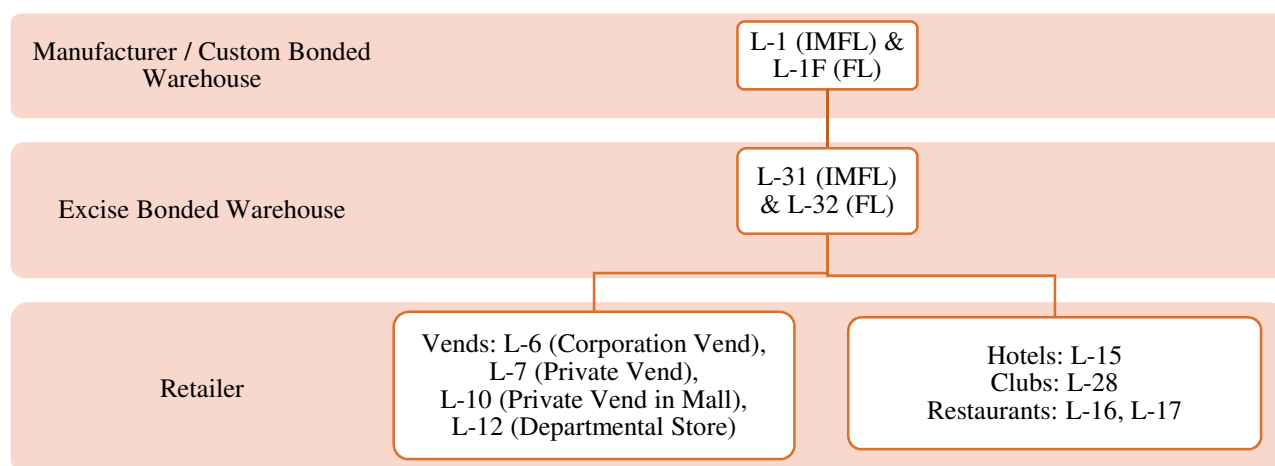 Manufacturer / Custom Bonded
Warehouse
L-1 (IMFL) &
L-1F (FL)
Excise Bonded Warehouse
L-31 (IMFL)
& L-32 (FL)
Retailer
Vends: L-6 (Corporation Vend),
L-7 (Private Vend),
L-10 (Private Vend in Mall),
L-12 (Departmental Store)
Hotels: L-15
Clubs: L-28
Restaurants: L-16, L-17